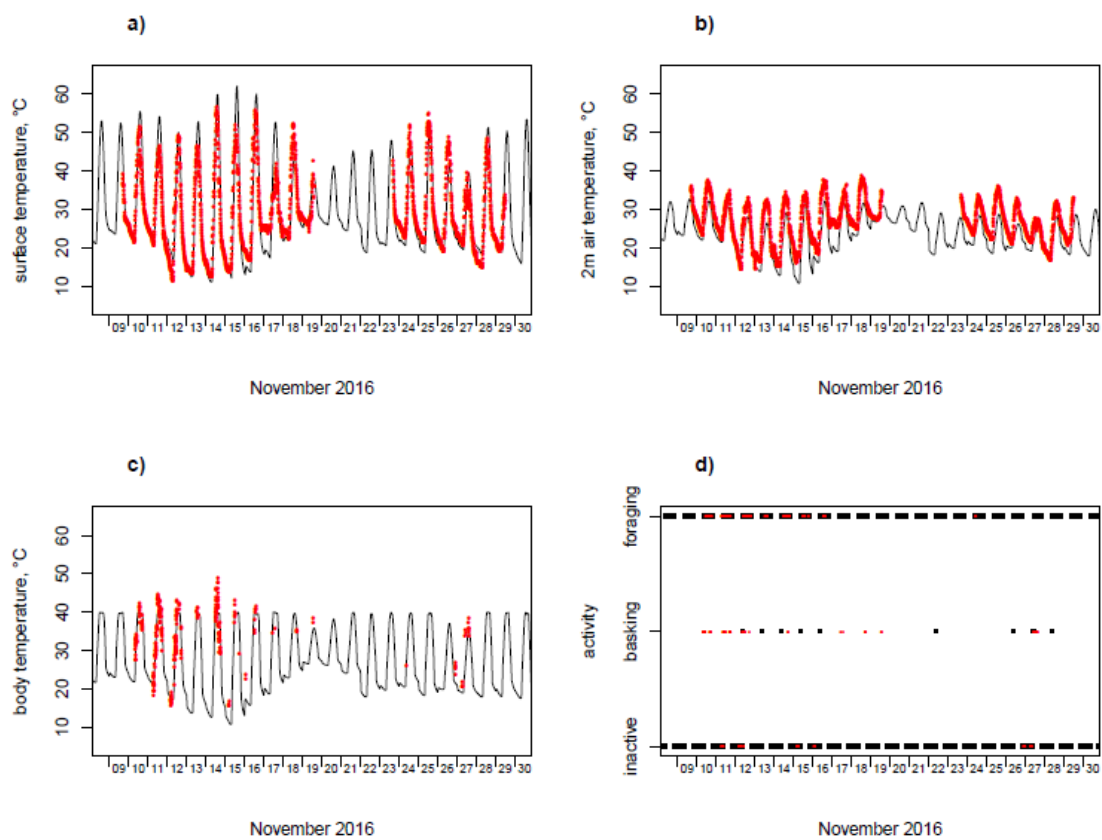 a)
surface temperature, °C
60
50
40
30
20
10
09 10 11 12 13 14 15 16 17 18 19 20 21 22 23 24 25 26 27 28 29 30
November 2016
b)
2m air temperature, °C
60
50
40
30
20
10
09 10 11 12 13 14 15 16 17 18 19 20 21 22 23 24 25 26 27 28 29 30
November 2016
c)
body temperature, °C
60
50
40
30
20
10
09 10 11 12 13 14 15 16 17 18 19 20 21 22 23 24 25 26 27 28 29 30
November 2016
d)
activity
foraging
basking
inactive
09 10 11 12 13 14 15 16 17 18 19 20 21 22 23 24 25 26 27 28 29 30
November 2016